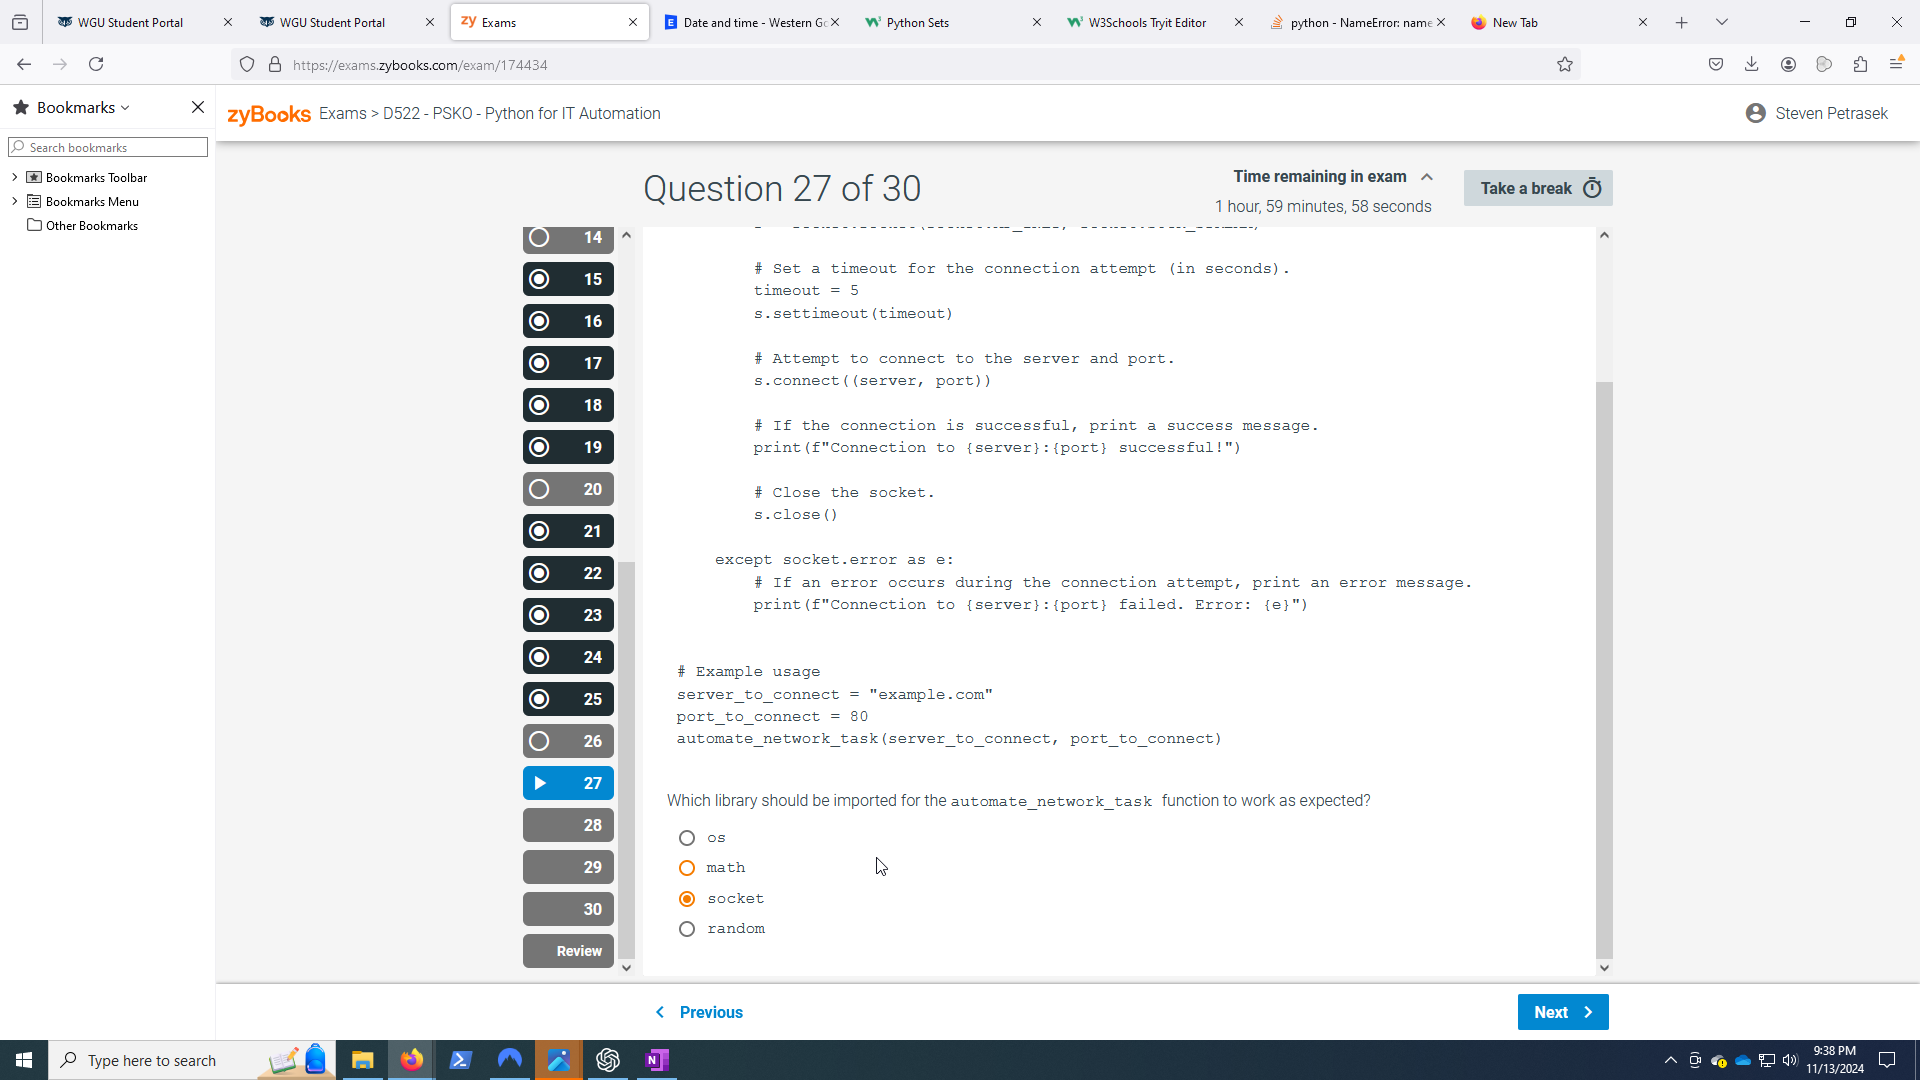 WGU Student Portal
WGU Student Portal
zy Exams
Date and time - Western Go
Python Sets
W3Schools Tryit Editor
python - NameError: name
New Tab
https://exams.zybooks.com/exam/174434
Bookmarks
Search bookmarks
Bookmarks Toolbar
Bookmarks Menu
Other Bookmarks
zyBooks Exams > D522 - PSKO - Python for IT Automation
Steven Petrasek
Question 27 of 30
Time remaining in exam
1 hour, 59 minutes, 58 seconds
Take a break
14
15
16
17
18
19
20
21
22
23
24
25
26
27
28
29
30
Review
# Set a timeout for the connection attempt (in seconds).
timeout = 5
s.settimeout(timeout)
# Attempt to connect to the server and port.
s.connect((server, port))
# If the connection is successful, print a success message.
print(f"Connection to {server}:{port} successful!")
# Close the socket.
s.close()
except socket.error as e:
# If an error occurs during the connection attempt, print an error message.
print(f"Connection to {server}:{port} failed. Error: {e}")
# Example usage
server_to_connect = "example.com"
port_to_connect = 80
automate_network_task(server_to_connect, port_to_connect)
Which library should be imported for the automate_network_task function to work as expected?
os
math
socket
random
Previous
Next
Type here to search
9:38 PM
11/13/2024